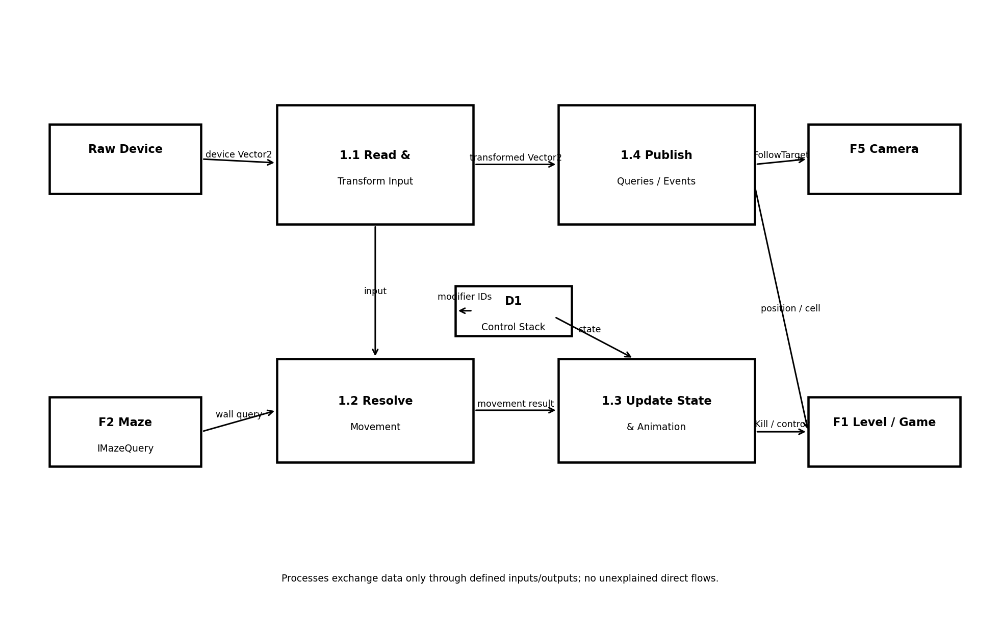 Raw Device
device Vector2
1.1 Read &
Transform Input
transformed Vector2
1.4 Publish
Queries / Events
FollowTarget
F5 Camera
input
modifier IDs
D1
Control Stack
state
position / cell
F2 Maze
IMazeQuery
wall query
1.2 Resolve
Movement
movement result
1.3 Update State
& Animation
Kill / control
F1 Level / Game
Processes exchange data only through defined inputs/outputs; no unexplained direct flows.